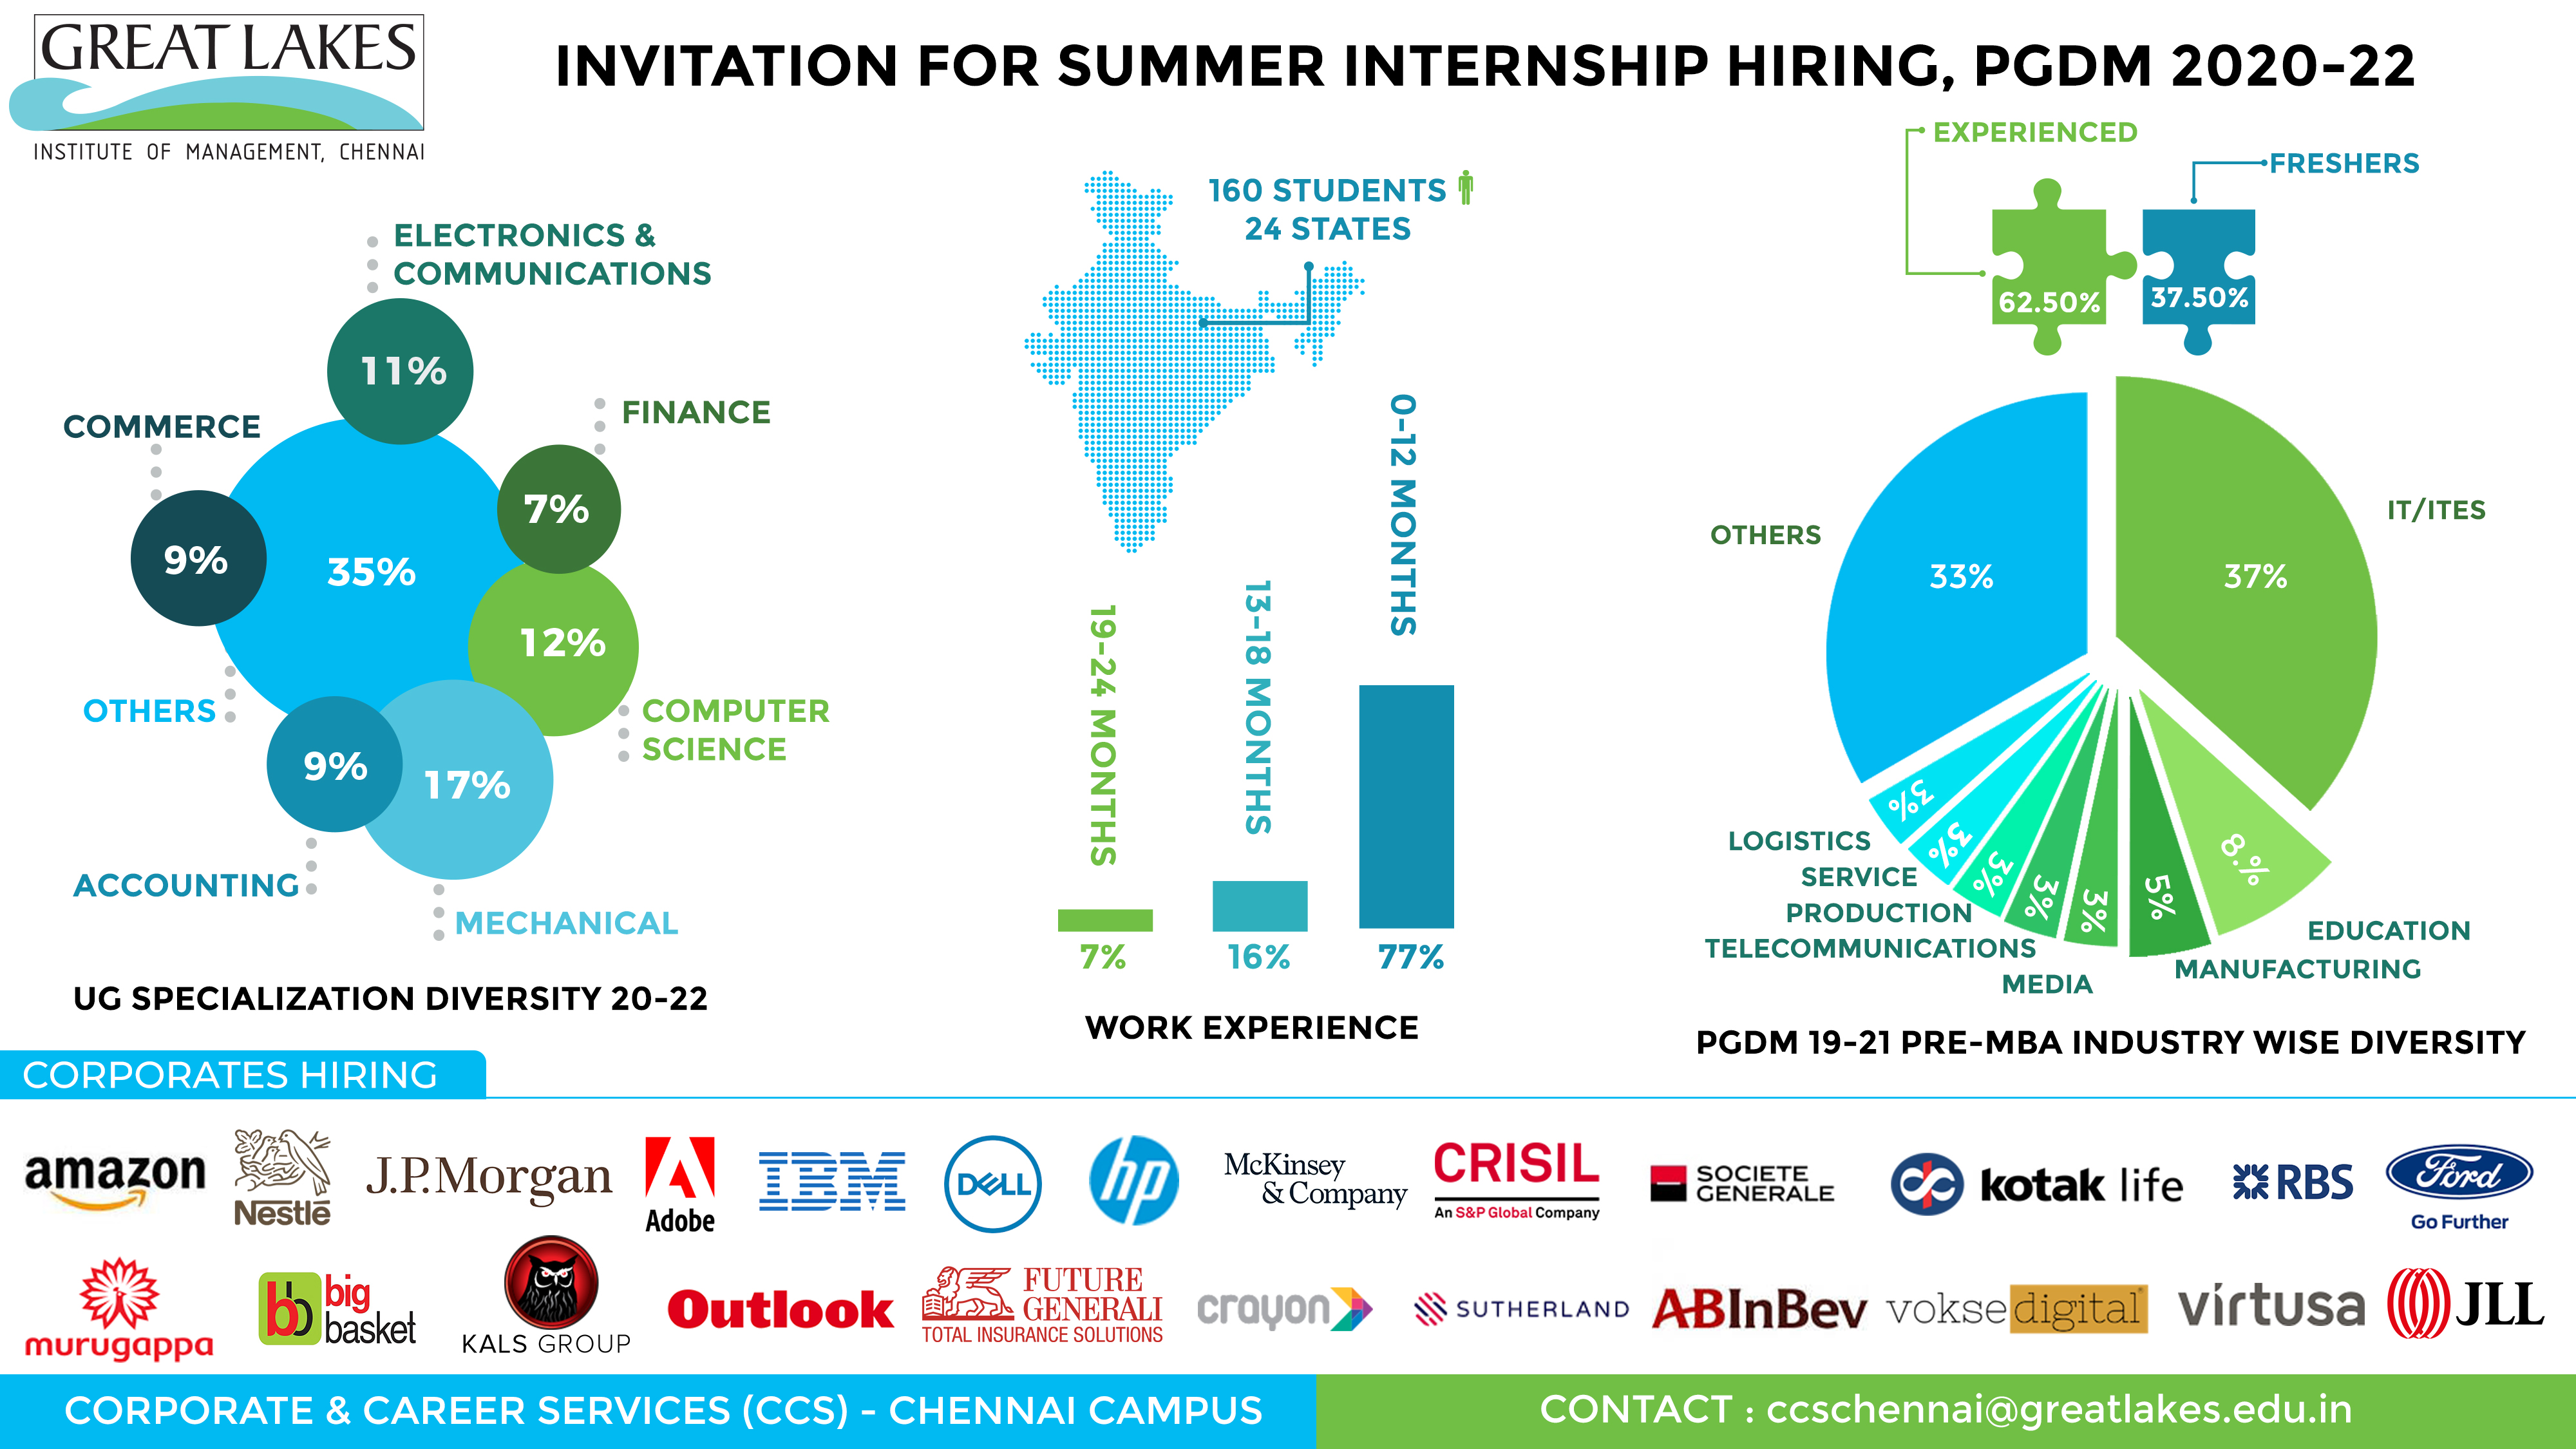 GREAT LAKES
INSTITUTE OF MANAGEMENT, CHENNAI
INVITATION FOR SUMMER INTERNSHIP HIRING, PGDM 2020-22
ELECTRONICS &
COMMUNICATIONS
11%
COMMERCE
FINANCE
7%
9%
35%
12%
OTHERS
COMPUTER
SCIENCE
9%
17%
ACCOUNTING
MECHANICAL
UG SPECIALIZATION DIVERSITY 20-22
160 STUDENTS
24 STATES
19-24 MONTHS
13-18 MONTHS
0-12 MONTHS
7%
16%
77%
WORK EXPERIENCE
EXPERIENCED
FRESHERS
62.50%
37.50%
OTHERS
33%
37%
IT/ITES
3%
3%
3%
3%
3%
5%
8.%
LOGISTICS
SERVICE
PRODUCTION
TELECOMMUNICATIONS
MEDIA
EDUCATION
MANUFACTURING
PGDM 19-21 PRE-MBA INDUSTRY WISE DIVERSITY
CORPORATES HIRING
amazon
Nestlé
J.P.Morgan
Adobe
IBM
DELL
hp
McKinsey
& Company
CRISIL
An S&P Global Company
SOCIETE
GENERALE
kotak life
RBS
Ford
Go Further
murugappa
bb
big
basket
KALS GROUP
Outlook
FUTURE
GENERALI
TOTAL INSURANCE SOLUTIONS
crayon
SUTHERLAND
ABInBev
vokse digital
virtusa
JLL
CORPORATE & CAREER SERVICES (CCS) - CHENNAI CAMPUS
CONTACT : ccschennai@greatlakes.edu.in